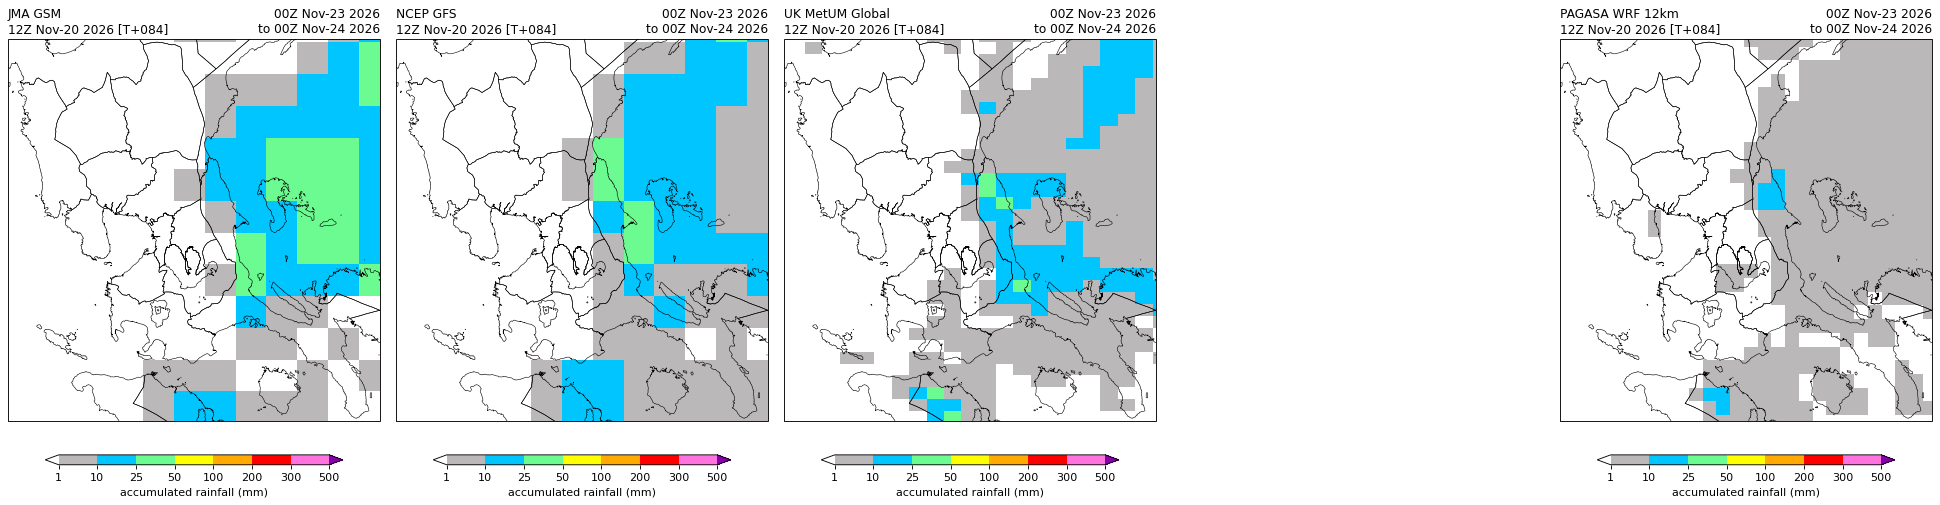 JMA GSM 00Z Nov-23 2026
12Z Nov-20 2026 [T+084] to 00Z Nov-24 2026
1 10 25 50 100 200 300 500
accumulated rainfall (mm)
NCEP GFS 00Z Nov-23 2026
12Z Nov-20 2026 [T+084] to 00Z Nov-24 2026
1 10 25 50 100 200 300 500
accumulated rainfall (mm)
UK MetUM Global 00Z Nov-23 2026
12Z Nov-20 2026 [T+084] to 00Z Nov-24 2026
1 10 25 50 100 200 300 500
accumulated rainfall (mm)
PAGASA WRF 12km 00Z Nov-23 2026
12Z Nov-20 2026 [T+084] to 00Z Nov-24 2026
1 10 25 50 100 200 300 500
accumulated rainfall (mm)